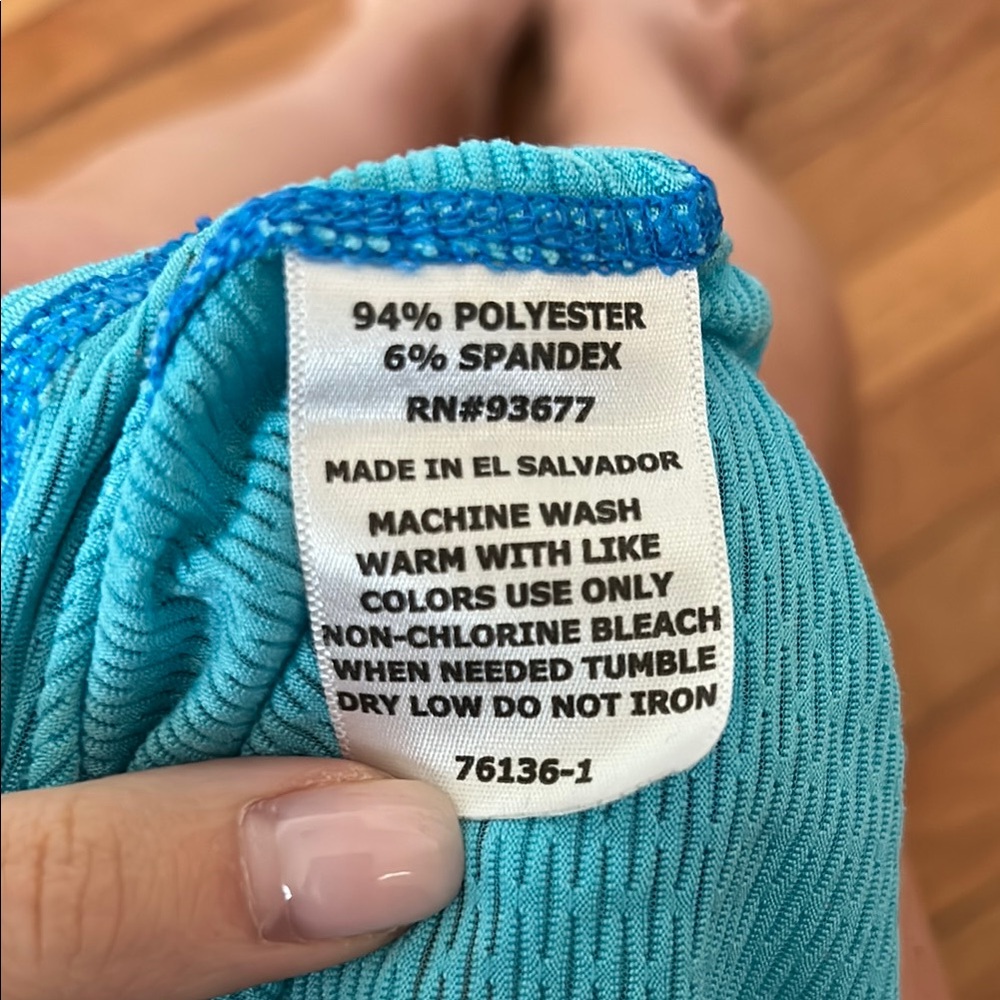 94% POLYESTER
6% SPANDEX
RN#93677
MADE IN EL SALVADOR
MACHINE WASH
WARM WITH LIKE
COLORS USE ONLY
NON-CHLORINE BLEACH
WHEN NEEDED TUMBLE
DRY LOW DO NOT IRON
76136-1